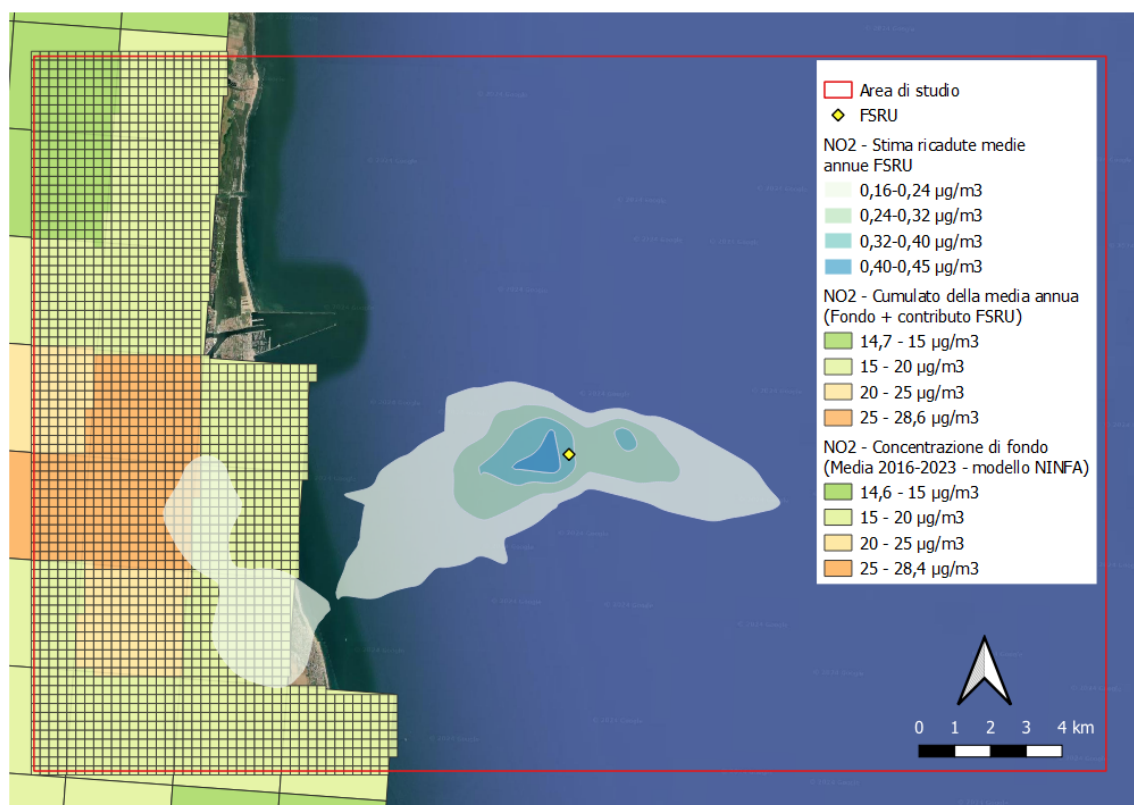 Area di studio
FSRU
NO2 - Stima ricadute medie
annue FSRU
0,16-0,24 µg/m3
0,24-0,32 µg/m3
0,32-0,40 µg/m3
0,40-0,45 µg/m3
NO2 - Cumulato della media annua
(Fondo + contributo FSRU)
14,7 - 15 µg/m3
15 - 20 µg/m3
20 - 25 µg/m3
25 - 28,6 µg/m3
NO2 - Concentrazione di fondo
(Media 2016-2023 - modello NINFA)
14,6 - 15 µg/m3
15 - 20 µg/m3
20 - 25 µg/m3
25 - 28,4 µg/m3
0 1 2 3 4 km